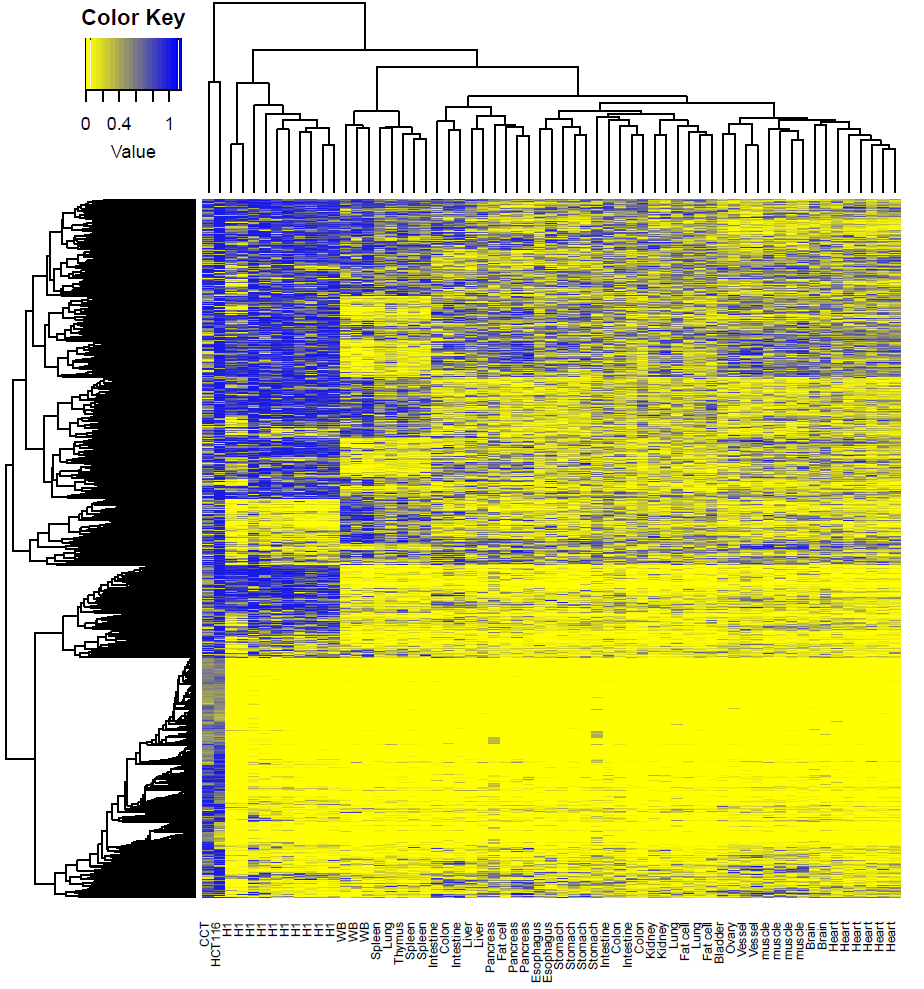 Color Key
0 0.4 1
Value
CCT
HCT116
H1
H1
H1
H1
H1
H1
H1
H1
H1
H1
WB
WB
WB
Spleen
Lung
Thymus
Spleen
Spleen
Intestine
Colon
Intestine
Liver
Liver
Pancreas
Fat cell
Pancreas
Pancreas
Esophagus
Esophagus
Stomach
Stomach
Stomach
Stomach
Intestine
Colon
Intestine
Colon
Kidney
Kidney
Lung
Fat cell
Lung
Fat cell
Bladder
Ovary
Vessel
Vessel
muscle
muscle
muscle
muscle
Brain
Brain
Heart
Heart
Heart
Heart
Heart
Heart